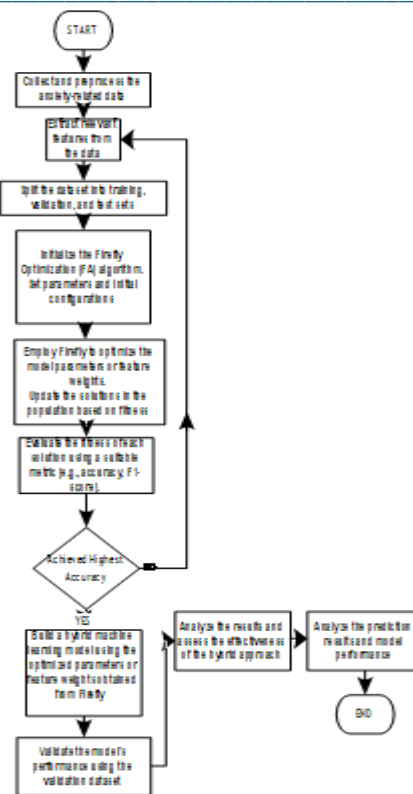 START
Collect and preprocess the
anxiety-related data
Extract relevant
features from
the data
Split the dataset into training,
validation, and test sets
Initialize the Firefly
Optimization (FA) algorithm.
Set parameters and initial
configurations
Employ Firefly to optimize the
model parameters or feature
weights.
Update the solutions in the
population based on fitness
Evaluate the fitness of each
solution using a suitable
metric (e.g., accuracy, F1-
score).
Achieved Highest
Accuracy
YES
Build a hybrid machine
learning model using the
optimized parameters or
feature weights obtained
from Firefly
Validate the model's
performance using the
validation dataset
Analyze the results and
assess the effectiveness
of the hybrid approach
Analyze the prediction
results and model
performance
END